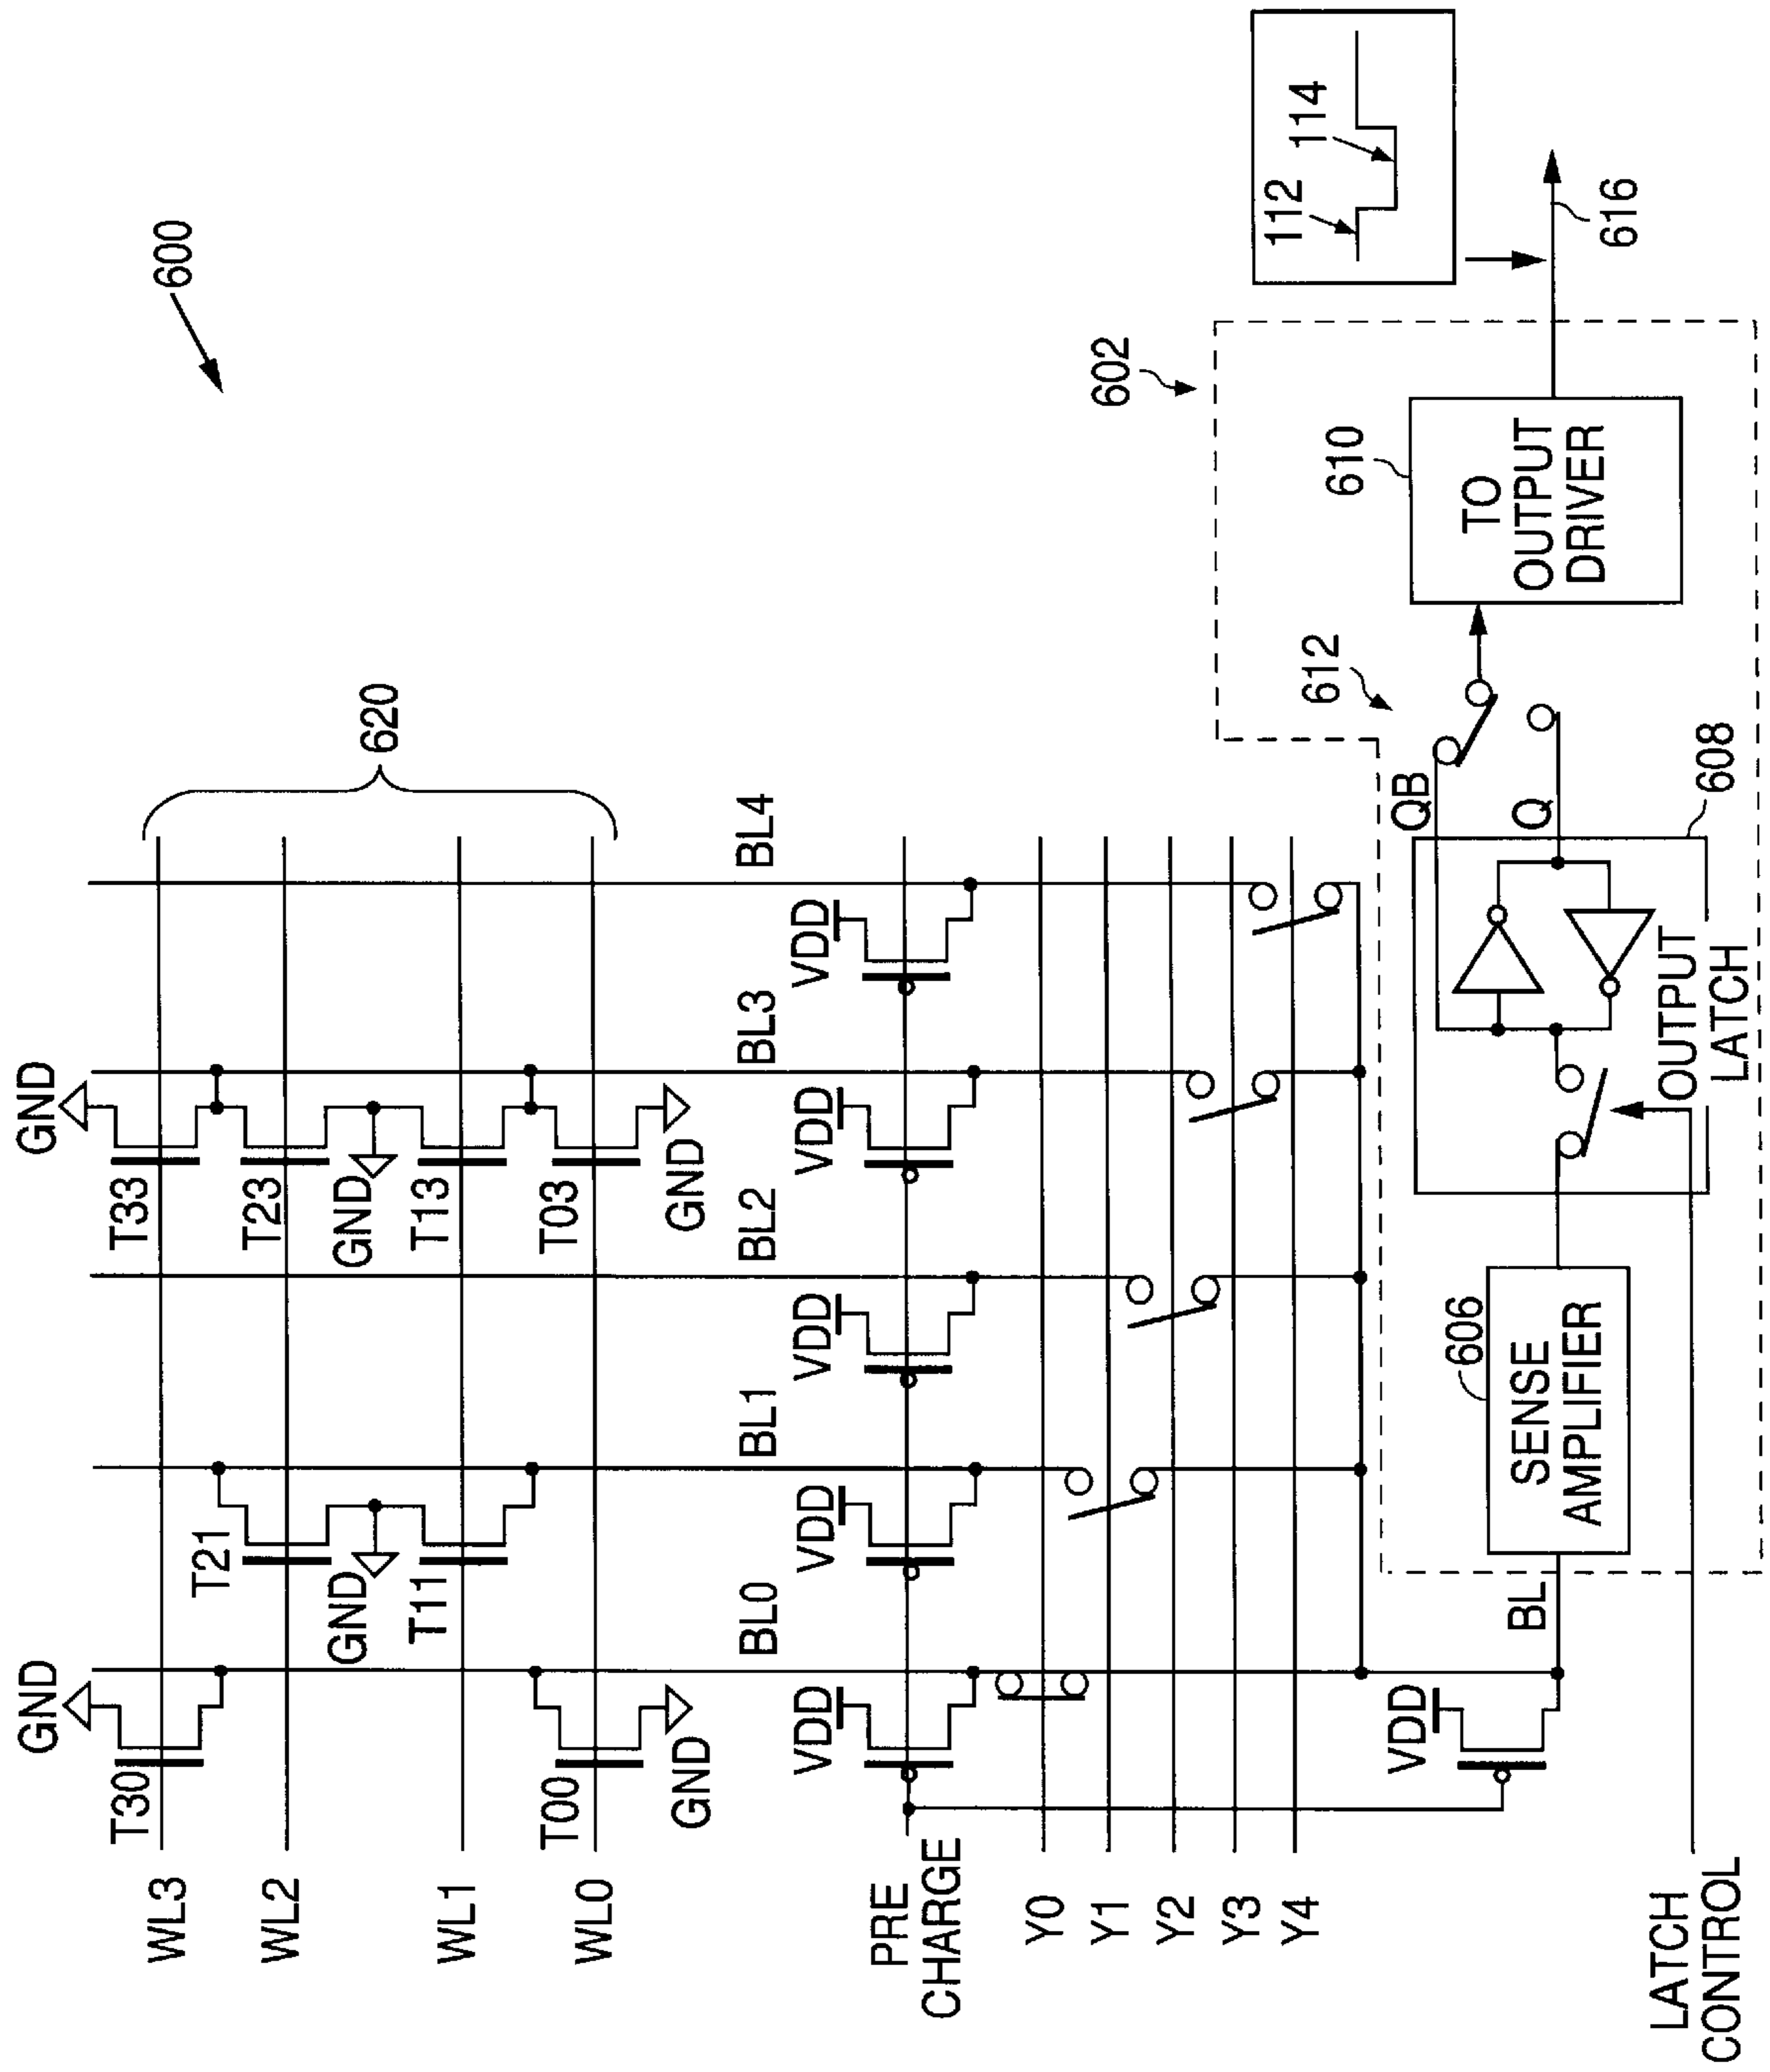 600
620
WL3
WL2
WL1
WL0
GND
T30
T00
GND
T21
GND
T11
GND
T33
T23
GND
T13
T03
GND
BL0
BL1
BL2
BL3
BL4
PRE
CHARGE
VDD
VDD
VDD
VDD
VDD
Y0
Y1
Y2
Y3
Y4
VDD
BL
602
606
SENSE
AMPLIFIER
OUTPUT
LATCH
608
QB
Q
612
610
TO
OUTPUT
DRIVER
112
114
616
LATCH
CONTROL